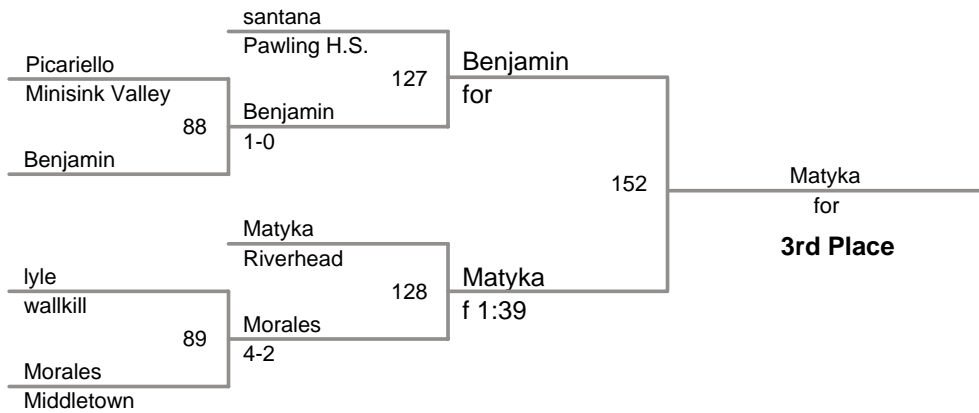 santana
Pawling H.S.
Picariello
Minisink Valley
127
Benjamin
for
88
Benjamin
1-0
Benjamin
152
Matyka
for
3rd Place
Matyka
Riverhead
lyle
wallkill
128
Matyka
f 1:39
89
Morales
4-2
Morales
Middletown